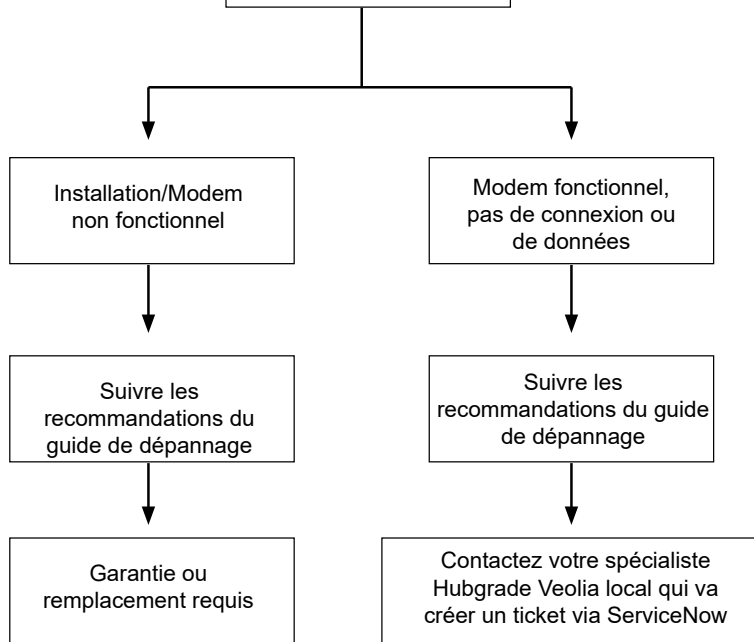 Installation/Modem
non fonctionnel
Modem fonctionnel,
pas de connexion ou
de données
Suivre les
recommandations du
guide de dépannage
Suivre les
recommandations du guide
de dépannage
Garantie ou
remplacement requis
Contactez votre spécialiste
Hubgrade Veolia local qui va
créer un ticket via ServiceNow